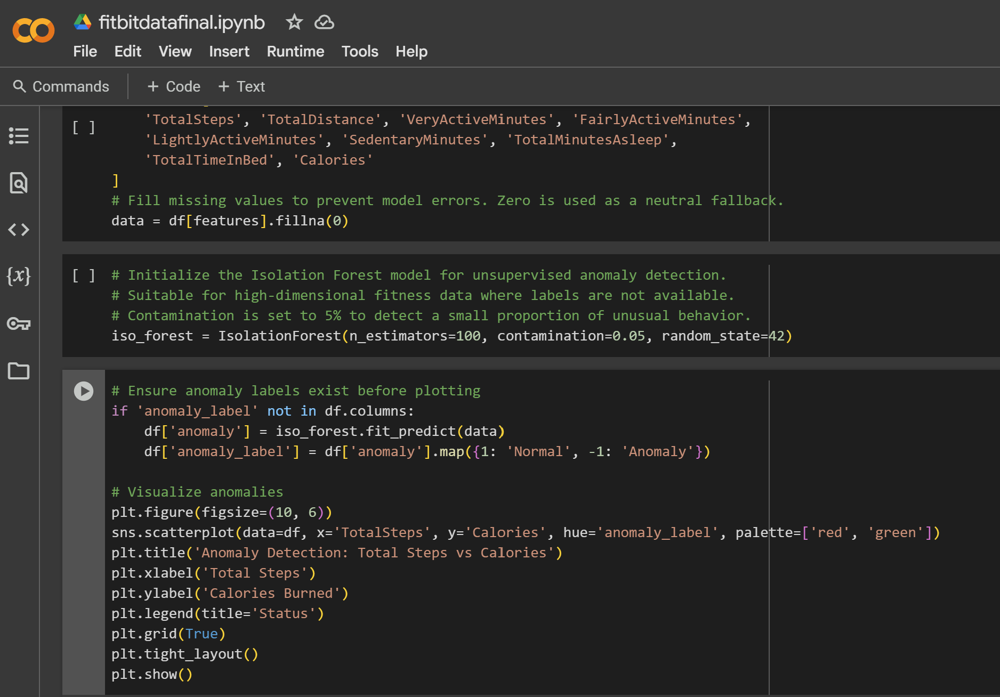 fitbitdatafinal.ipynb
File Edit View Insert Runtime Tools Help
Commands + Code + Text
[ ] 'TotalSteps', 'TotalDistance', 'VeryActiveMinutes', 'FairlyActiveMinutes',
'LightlyActiveMinutes', 'SedentaryMinutes', 'TotalMinutesAsleep',
'TotalTimeInBed', 'Calories'
]
# Fill missing values to prevent model errors. Zero is used as a neutral fallback.
data = df[features].fillna(0)
[ ] # Initialize the Isolation Forest model for unsupervised anomaly detection.
# Suitable for high-dimensional fitness data where labels are not available.
# Contamination is set to 5% to detect a small proportion of unusual behavior.
iso_forest = IsolationForest(n_estimators=100, contamination=0.05, random_state=42)
# Ensure anomaly labels exist before plotting
if 'anomaly_label' not in df.columns:
    df['anomaly'] = iso_forest.fit_predict(data)
    df['anomaly_label'] = df['anomaly'].map({1: 'Normal', -1: 'Anomaly'})
# Visualize anomalies
plt.figure(figsize=(10, 6))
sns.scatterplot(data=df, x='TotalSteps', y='Calories', hue='anomaly_label', palette=['red', 'green'])
plt.title('Anomaly Detection: Total Steps vs Calories')
plt.xlabel('Total Steps')
plt.ylabel('Calories Burned')
plt.legend(title='Status')
plt.grid(True)
plt.tight_layout()
plt.show()